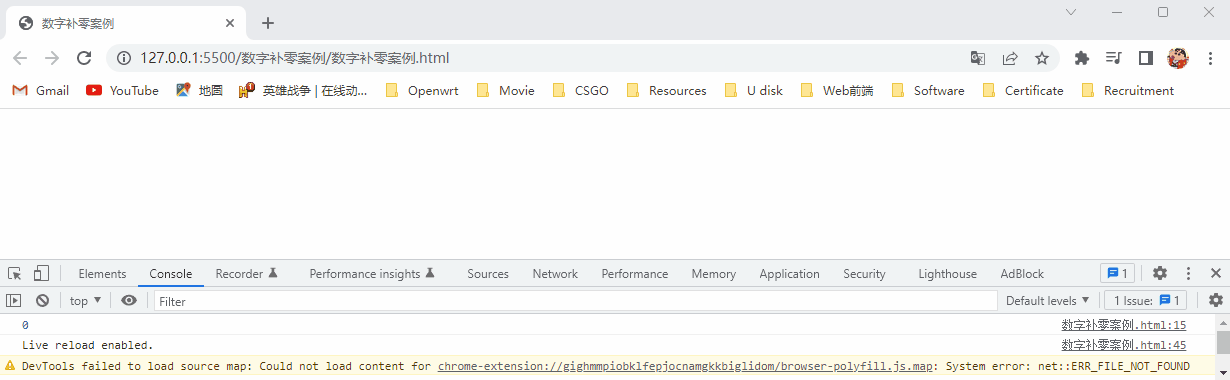 数字补零案例
127.0.0.1:5500/数字补零案例/数字补零案例.html
Gmail YouTube 地圖 英雄战争 | 在线动... Openwrt Movie CSGO Resources U disk Web前端 Software Certificate Recruitment
Elements Console Recorder Performance insights Sources Network Performance Memory Application Security Lighthouse AdBlock 1
top Filter Default levels 1 Issue: 1
0 数字补零案例.html:15
Live reload enabled. 数字补零案例.html:45
DevTools failed to load source map: Could not load content for chrome-extension://gighmmpiobklfepjocnamgkkbiglidom/browser-polyfill.js.map: System error: net::ERR_FILE_NOT_FOUND